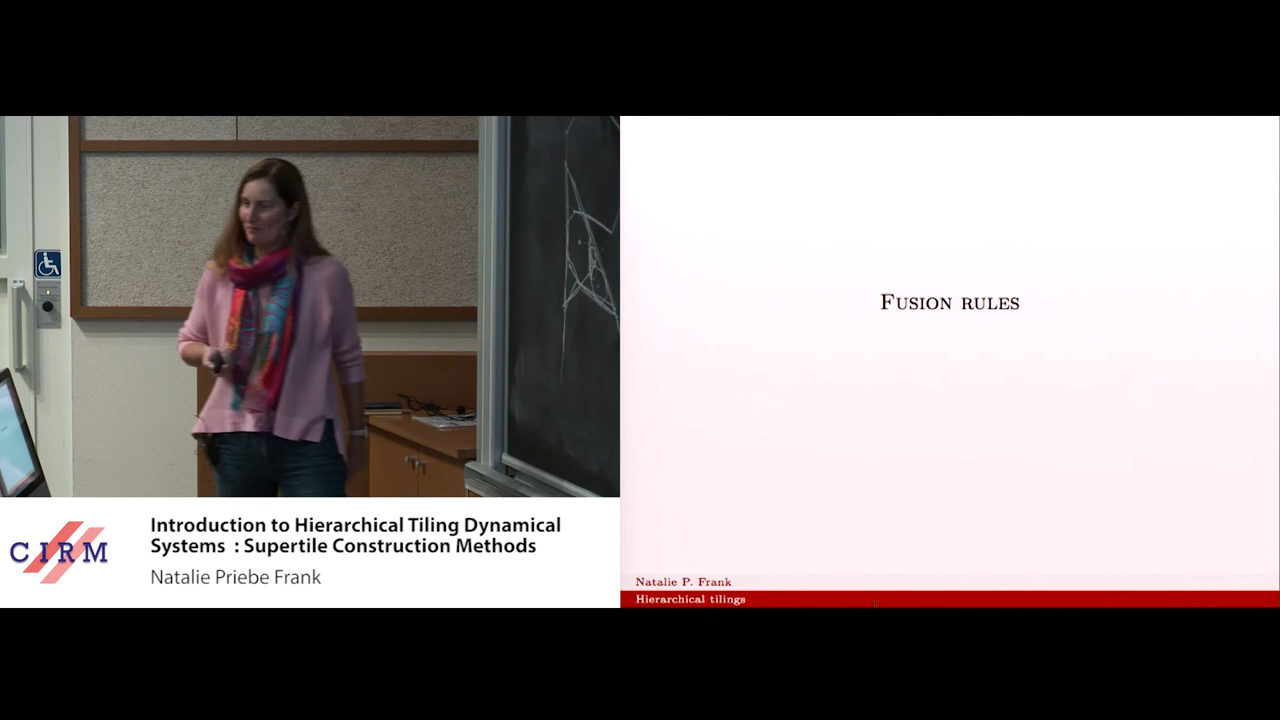 FUSION RULES
CIRM
Introduction to Hierarchical Tiling Dynamical
Systems : Supertile Construction Methods
Natalie Priebe Frank
Natalie P. Frank
Hierarchical tilings